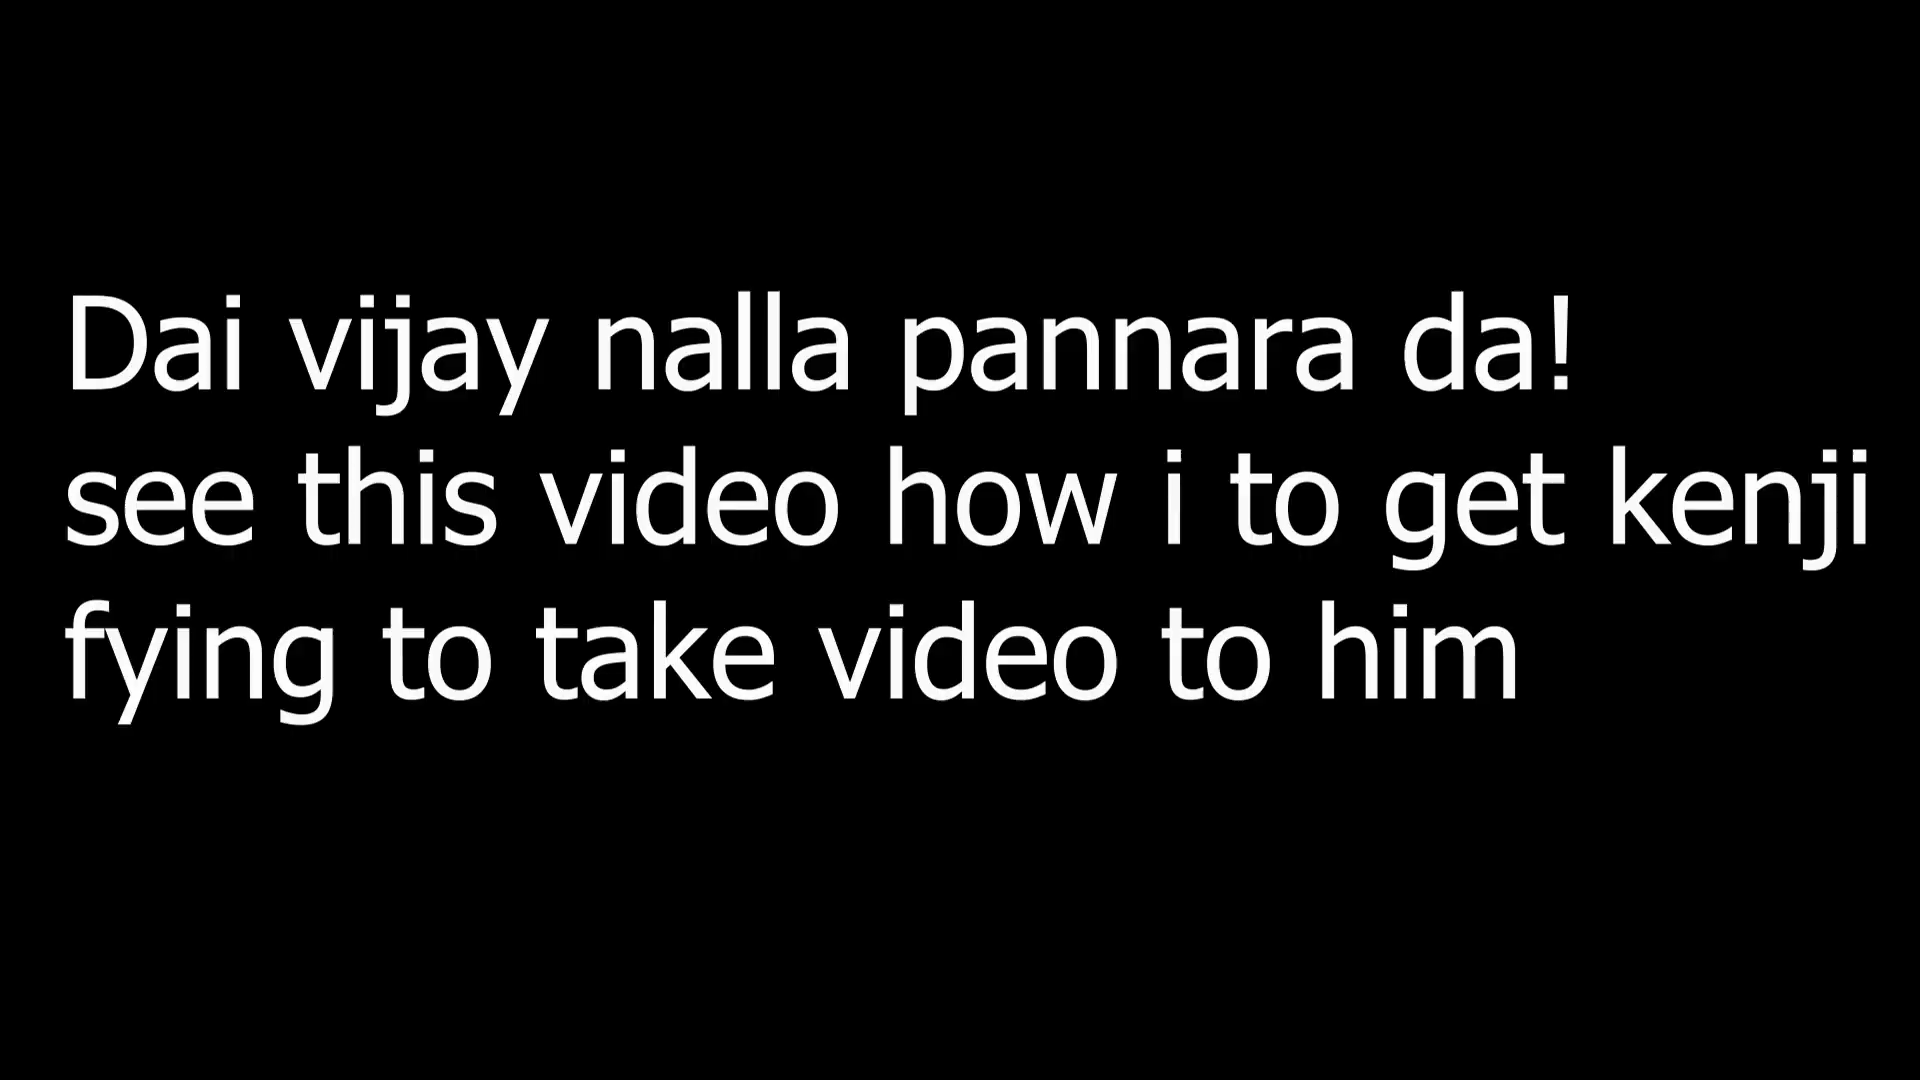 Dai vijay nalla pannara da!
see this video how i to get kenji
fying to take video to him